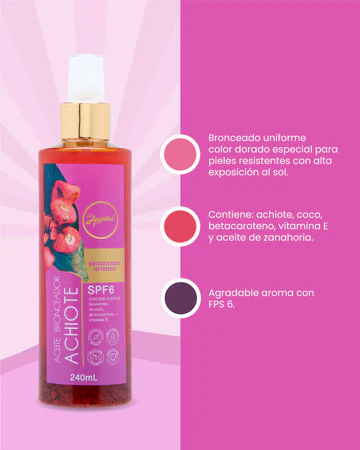 Bronceado uniforme
color dorado especial para
pieles resistentes con alta
exposición al sol.
Contiene: achiote, coco,
betacaroteno, vitamina E
y aceite de zanahoria.
Agradable aroma con
FPS 6.
BRONCEADO
INTENSO
SPF6
ACEITE BRONCEADOR
ACHIOTE
240mL